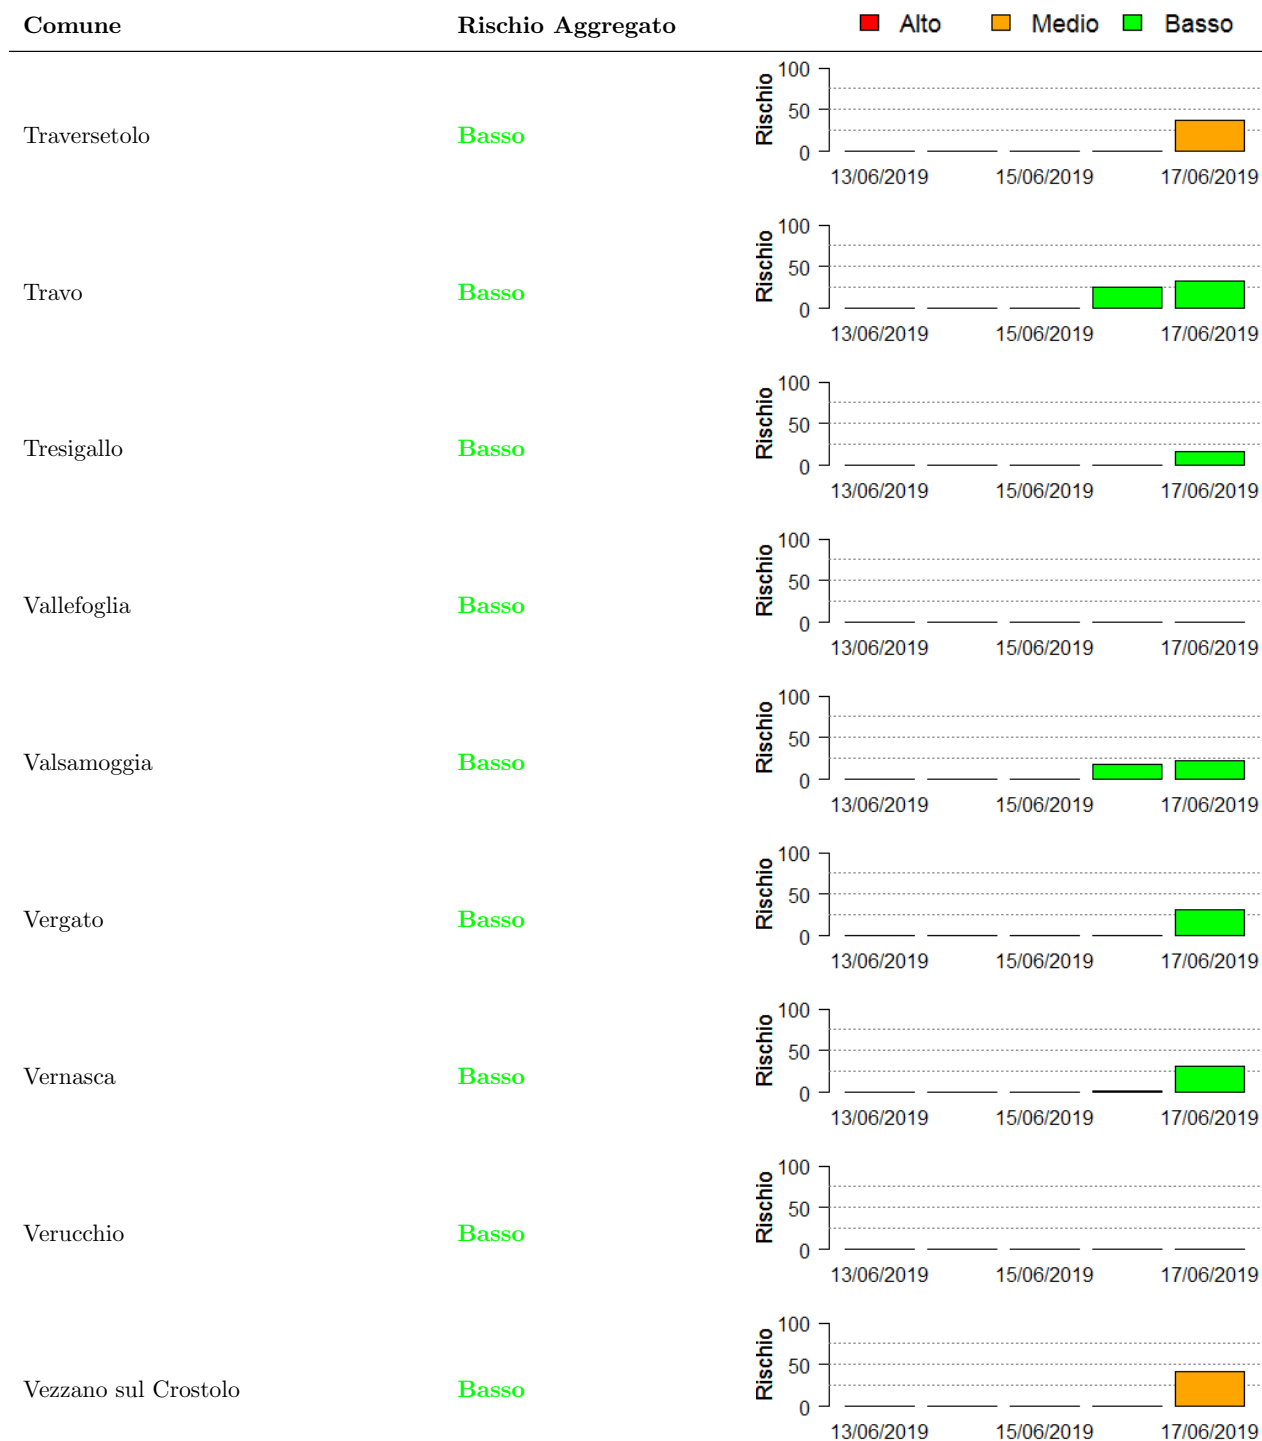 Comune Rischio Aggregato Alto Medio Basso
Traversetolo Basso
Rischio
100
50
0
13/06/2019 15/06/2019 17/06/2019
Travo Basso
Rischio
100
50
0
13/06/2019 15/06/2019 17/06/2019
Tresigallo Basso
Rischio
100
50
0
13/06/2019 15/06/2019 17/06/2019
Vallefoglia Basso
Rischio
100
50
0
13/06/2019 15/06/2019 17/06/2019
Valsamoggia Basso
Rischio
100
50
0
13/06/2019 15/06/2019 17/06/2019
Vergato Basso
Rischio
100
50
0
13/06/2019 15/06/2019 17/06/2019
Vernasca Basso
Rischio
100
50
0
13/06/2019 15/06/2019 17/06/2019
Verucchio Basso
Rischio
100
50
0
13/06/2019 15/06/2019 17/06/2019
Vezzano sul Crostolo Basso
Rischio
100
50
0
13/06/2019 15/06/2019 17/06/2019